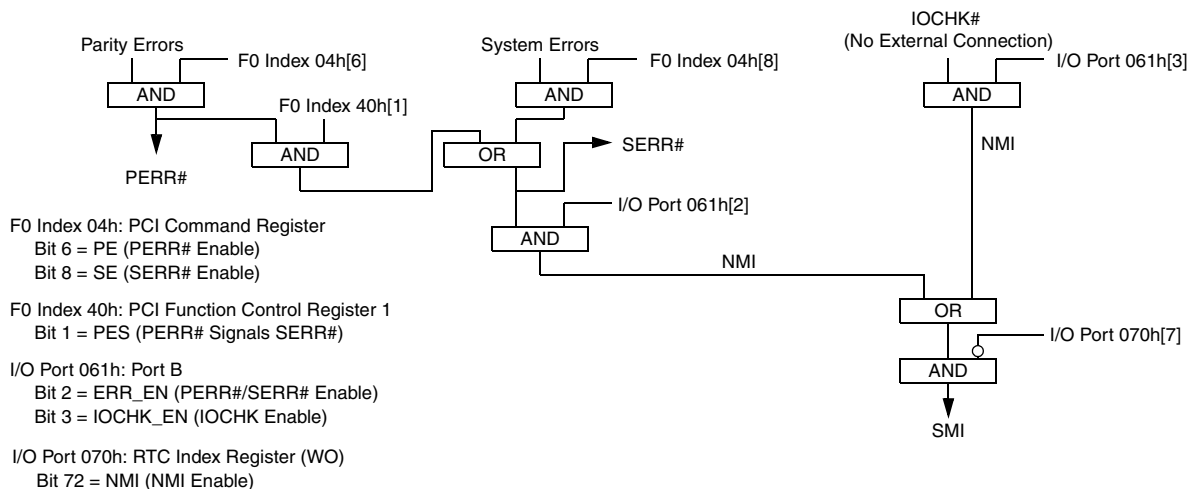 IOCHK#
(No External Connection)
Parity Errors
System Errors
F0 Index 04h[6]
F0 Index 04h[8]
I/O Port 061h[3]
AND
AND
AND
F0 Index 40h[1]
AND
OR
SERR#
NMI
PERR#
I/O Port 061h[2]
AND
NMI
F0 Index 04h: PCI Command Register
Bit 6 = PE (PERR# Enable)
Bit 8 = SE (SERR# Enable)
F0 Index 40h: PCI Function Control Register 1
Bit 1 = PES (PERR# Signals SERR#)
I/O Port 061h: Port B
Bit 2 = ERR_EN (PERR#/SERR# Enable)
Bit 3 = IOCHK_EN (IOCHK Enable)
I/O Port 070h: RTC Index Register (WO)
Bit 72 = NMI (NMI Enable)
OR
I/O Port 070h[7]
AND
SMI